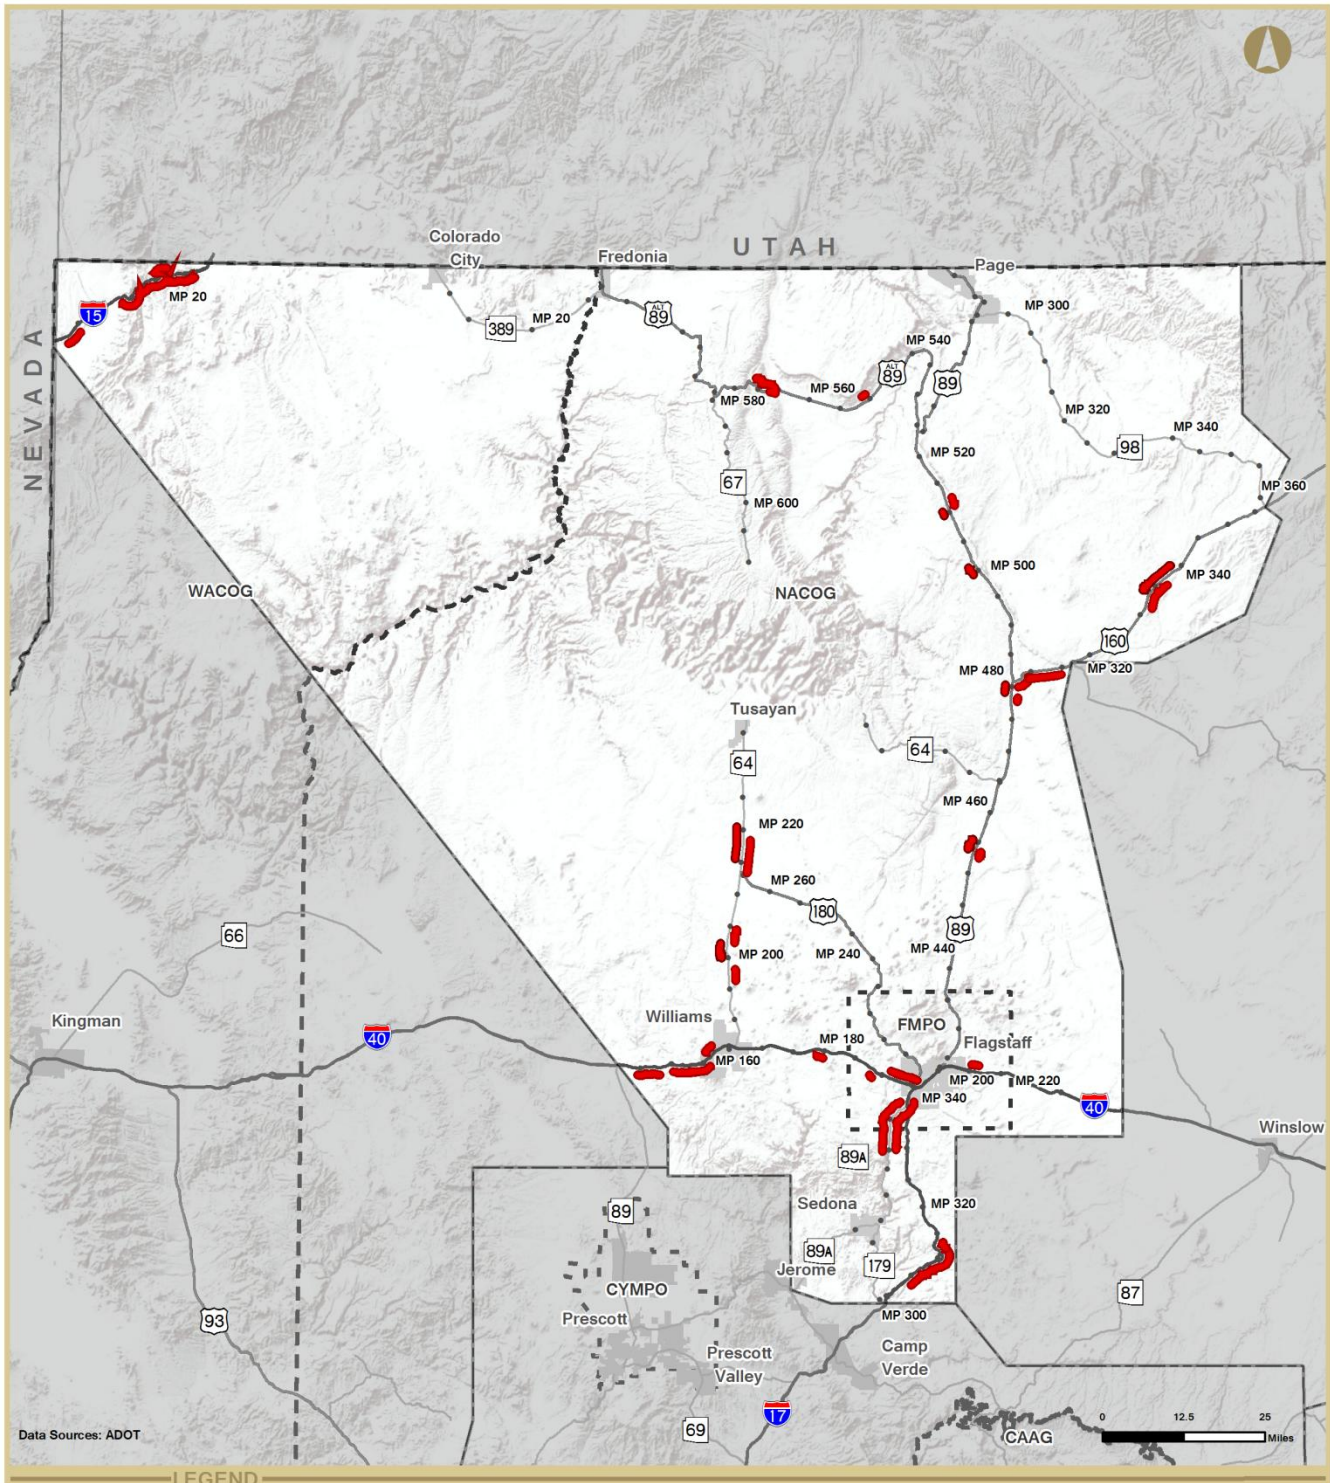 UTAH
Colorado
City
Fredonia
Page
MP 20
15
389
MP 20
ALT
89
MP 300
NEVADA
MP 540
ALT
89
89
MP 560
MP 580
MP 320
MP 340
98
MP 520
67
MP 360
MP 600
MP 500
MP 340
WACOG
NACOG
160
MP 480
MP 320
Tusayan
64
64
MP 460
MP 220
MP 260
180
66
89
MP 440
MP 240
MP 200
Williams
Kingman
FMPO
40
MP 180
Flagstaff
MP 160
MP 200
MP 220
MP 340
40
Winslow
89A
Sedona
MP 320
89
89A
179
Jerome
CYMPO
87
93
Prescott
MP 300
Prescott
Valley
Camp
Verde
17
69
CAAG
0 12.5 25
Miles
Data Sources: ADOT
LEGEND